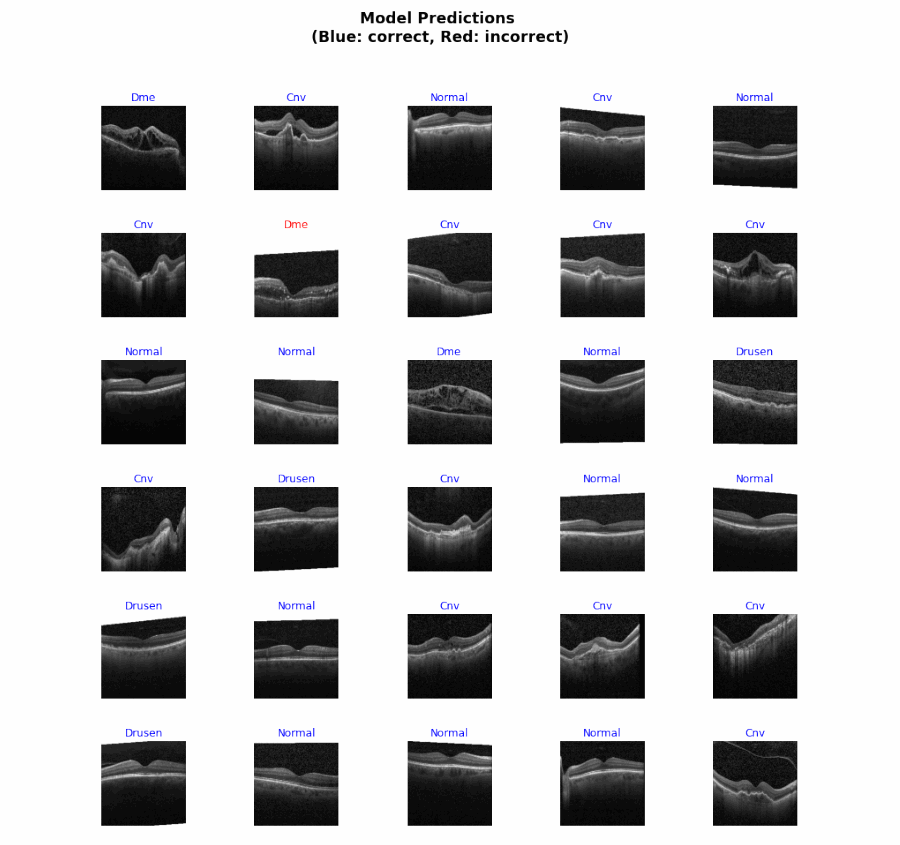 Model Predictions
(Blue: correct, Red: incorrect)
Dme Cnv Normal Cnv Normal
Cnv Dme Cnv Cnv Cnv
Normal Normal Dme Normal Drusen
Cnv Drusen Cnv Normal Normal
Drusen Normal Cnv Cnv Cnv
Drusen Normal Normal Normal Cnv